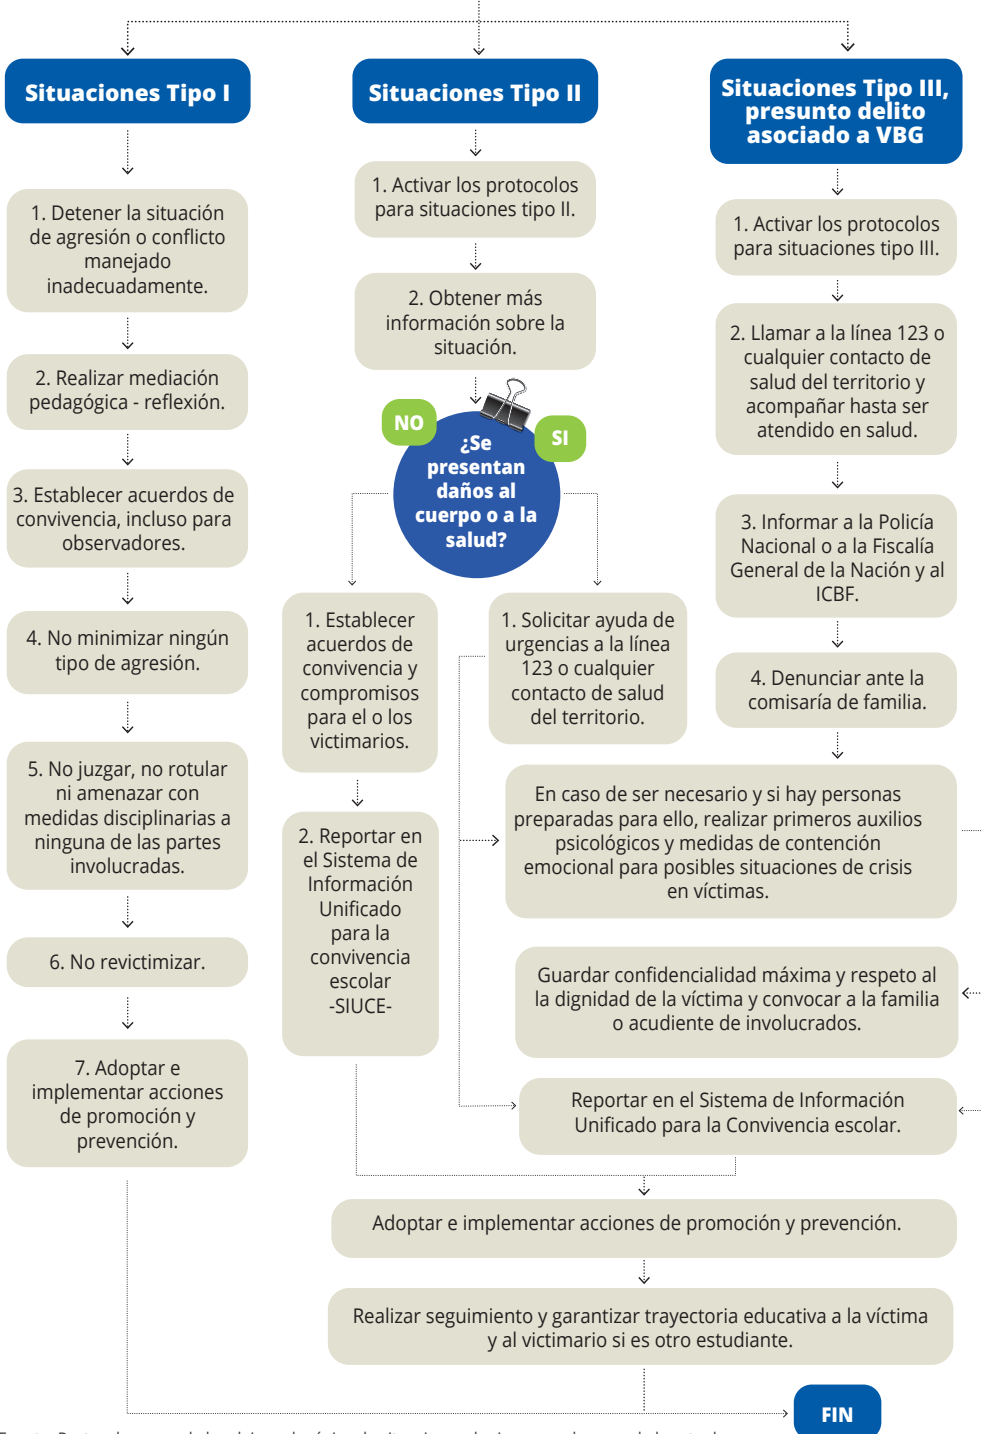 Situaciones Tipo I
1. Detener la situación
de agresión o conflicto
manejado
inadecuadamente.
2. Realizar mediación
pedagógica - reflexión.
3. Establecer acuerdos de
convivencia, incluso para
observadores.
4. No minimizar ningún
tipo de agresión.
5. No juzgar, no rotular
ni amenazar con
medidas disciplinarias a
ninguna de las partes
involucradas.
6. No revictimizar.
7. Adoptar e
implementar acciones
de promoción y
prevención.
Situaciones Tipo II
1. Activar los protocolos
para situaciones tipo II.
2. Obtener más
información sobre la
situación.
¿Se
presentan
daños al
cuerpo o a la
salud?
NO
1. Establecer
acuerdos de
convivencia y
compromisos
para el o los
victimarios.
2. Reportar en
el Sistema de
Información
Unificado
para la
convivencia
escolar
-SIUCE-
SI
1. Solicitar ayuda de
urgencias a la línea
123 o cualquier
contacto de salud
del territorio.
Situaciones Tipo III,
presunto delito
asociado a VBG
1. Activar los protocolos
para situaciones tipo III.
2. Llamar a la línea 123 o
cualquier contacto de
salud del territorio y
acompañar hasta ser
atendido en salud.
3. Informar a la Policía
Nacional o a la Fiscalía
General de la Nación y al
ICBF.
4. Denunciar ante la
comisaría de familia.
En caso de ser necesario y si hay personas
preparadas para ello, realizar primeros auxilios
psicológicos y medidas de contención
emocional para posibles situaciones de crisis
en víctimas.
Guardar confidencialidad máxima y respeto al
la dignidad de la víctima y convocar a la familia
o acudiente de involucrados.
Reportar en el Sistema de Información
Unificado para la Convivencia escolar.
Adoptar e implementar acciones de promoción y prevención.
Realizar seguimiento y garantizar trayectoria educativa a la víctima
y al victimario si es otro estudiante.
FIN